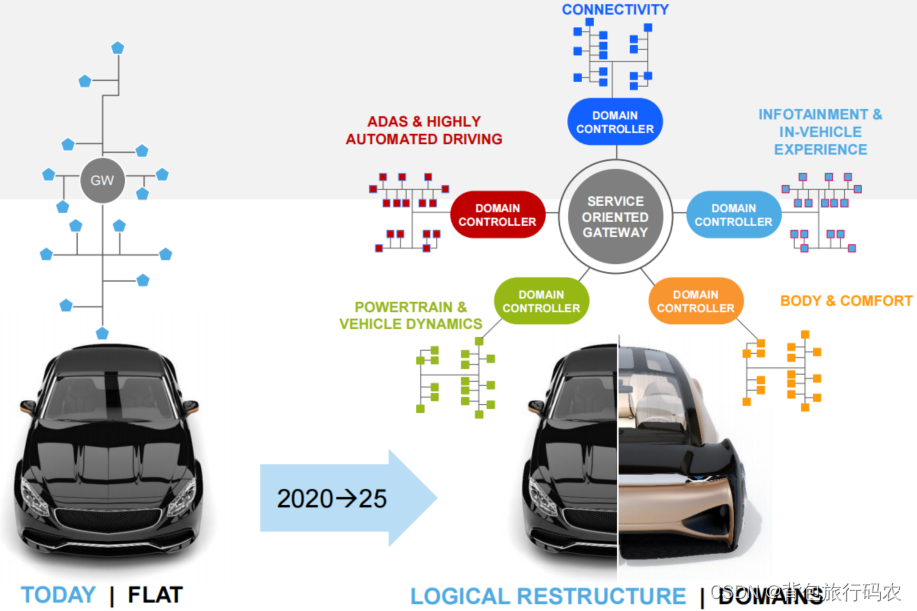 CONNECTIVITY
DOMAIN
CONTROLLER
ADAS & HIGHLY
AUTOMATED DRIVING
INFOTAINMENT &
IN-VEHICLE
EXPERIENCE
GW
DOMAIN
CONTROLLER
SERVICE
ORIENTED
GATEWAY
DOMAIN
CONTROLLER
POWERTRAIN &
VEHICLE DYNAMICS
DOMAIN
CONTROLLER
DOMAIN
CONTROLLER
BODY & COMFORT
2020→25
TODAY | FLAT
LOGICAL RESTRUCTURE | DOMAINS
CSDN @背包旅行码农